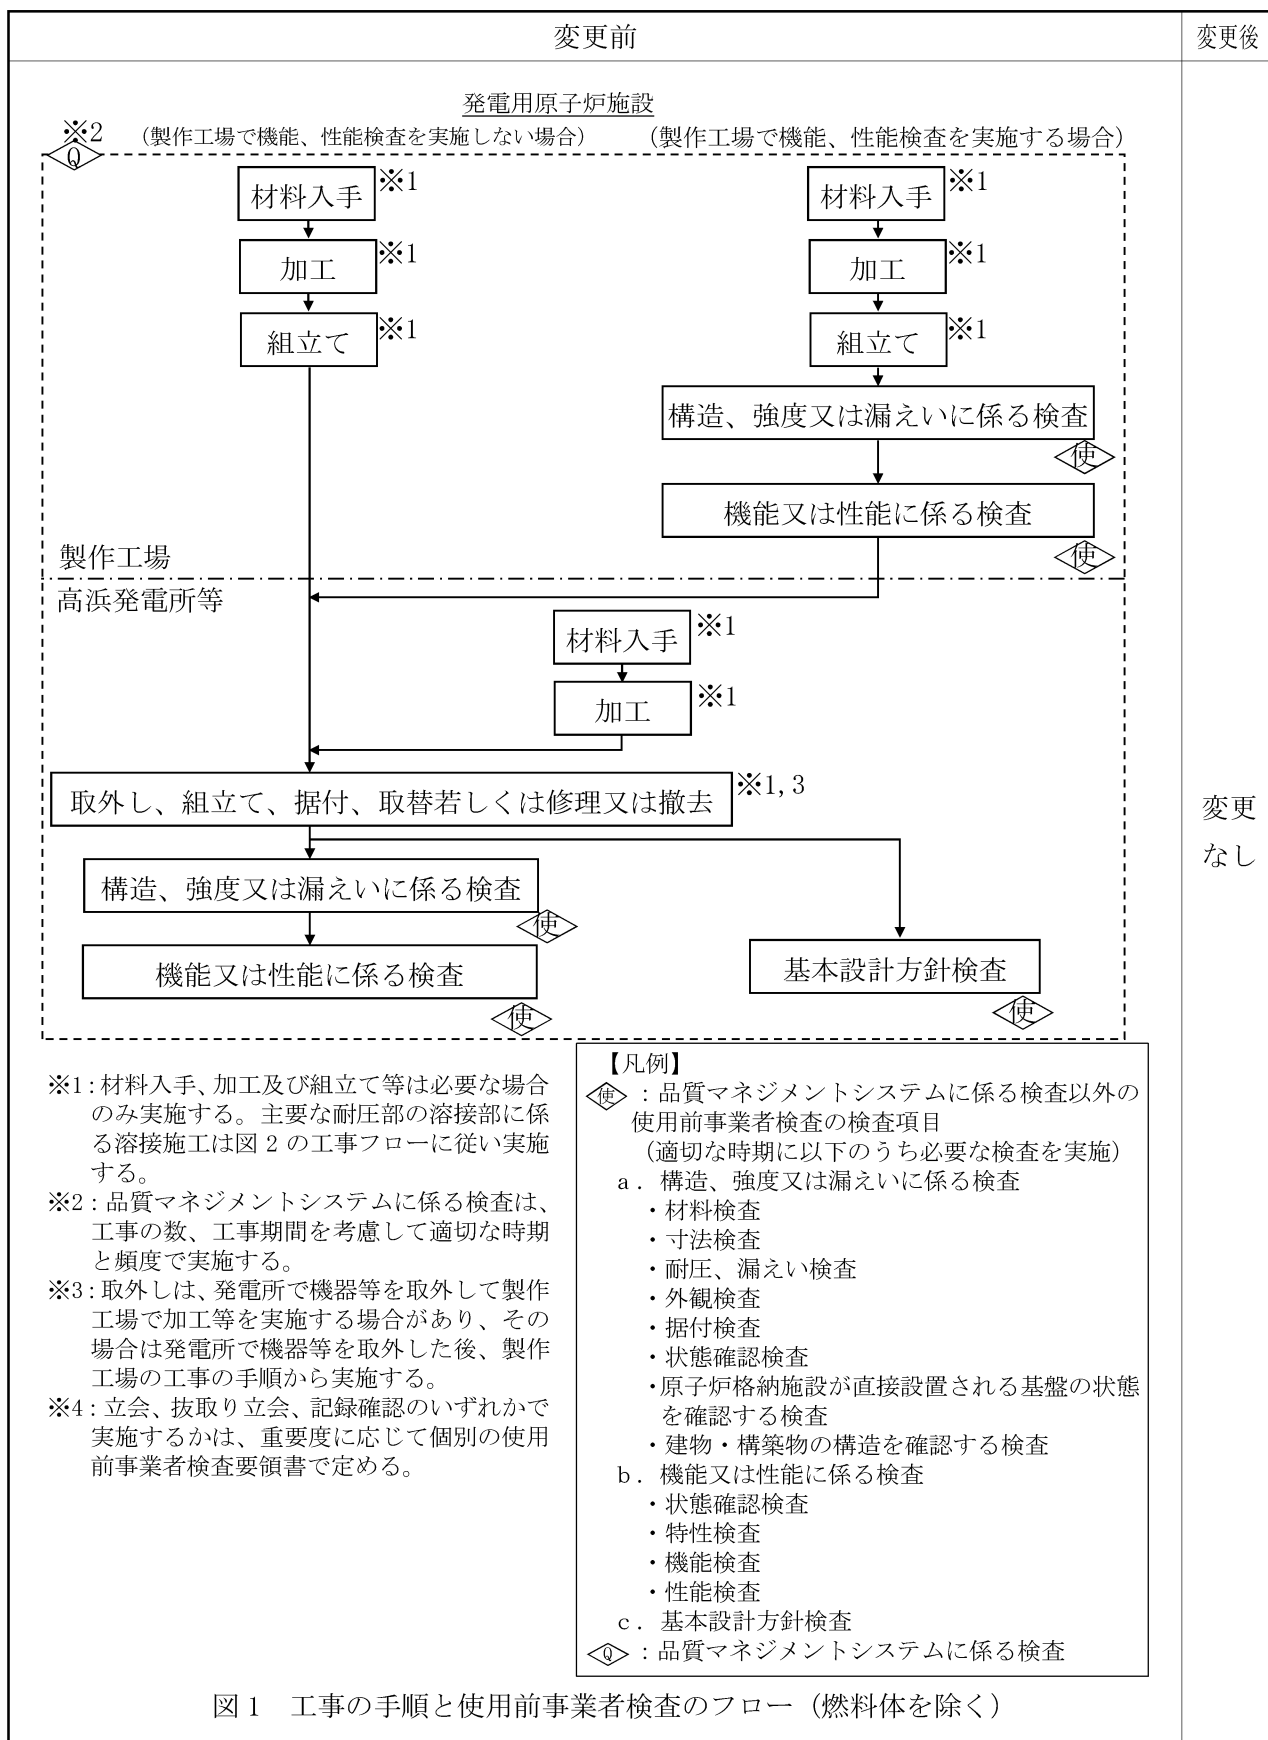 変更前
変更後
発電用原子炉施設
※2
(製作工場で機能、性能検査を実施しない場合)
(製作工場で機能、性能検査を実施する場合)
Q
材料入手
※1
加工
※1
組立て
※1
材料入手
※1
加工
※1
組立て
※1
構造、強度又は漏えいに係る検査
使
機能又は性能に係る検査
使
製作工場
高浜発電所等
材料入手
※1
加工
※1
取外し、組立て、据付、取替若しくは修理又は撤去
※1, 3
構造、強度又は漏えいに係る検査
使
機能又は性能に係る検査
使
基本設計方針検査
使
変更
なし
※1:材料入手、加工及び組立て等は必要な場合
のみ実施する。主要な耐圧部の溶接部に係
る溶接施工は図 2 の工事フローに従い実施
する。
※2:品質マネジメントシステムに係る検査は、
工事の数、工事期間を考慮して適切な時期
と頻度で実施する。
※3:取外しは、発電所で機器等を取外して製作
工場で加工等を実施する場合があり、その
場合は発電所で機器等を取外した後、製作
工場の工事の手順から実施する。
※4:立会、抜取り立会、記録確認のいずれかで
実施するかは、重要度に応じて個別の使用
前事業者検査要領書で定める。
【凡例】
使 :品質マネジメントシステムに係る検査以外の
使用前事業者検査の検査項目
(適切な時期に以下のうち必要な検査を実施)
a.構造、強度又は漏えいに係る検査
・材料検査
・寸法検査
・耐圧、漏えい検査
・外観検査
・据付検査
・状態確認検査
・原子炉格納施設が直接設置される基盤の状態
を確認する検査
・建物・構築物の構造を確認する検査
b.機能又は性能に係る検査
・状態確認検査
・特性検査
・機能検査
・性能検査
c.基本設計方針検査
Q :品質マネジメントシステムに係る検査
図 1 工事の手順と使用前事業者検査のフロー(燃料体を除く)